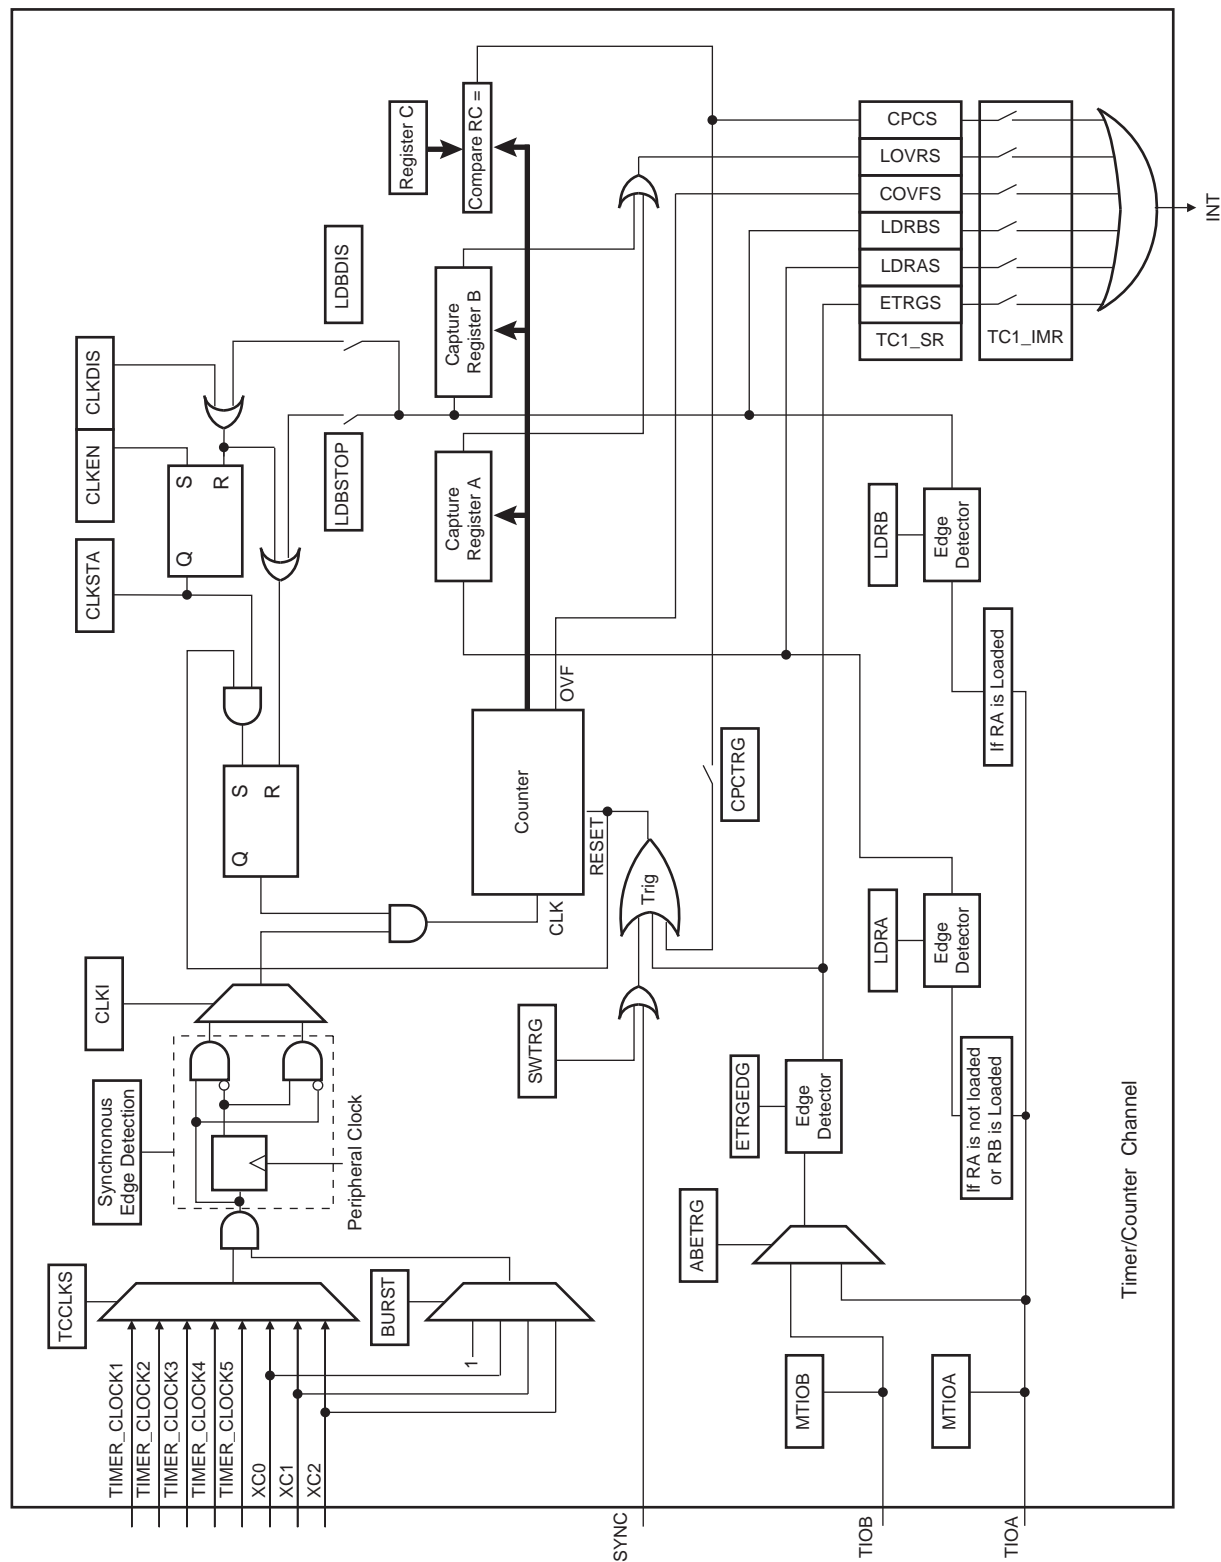 TCCLKS
TIMER_CLOCK1
TIMER_CLOCK2
TIMER_CLOCK3
TIMER_CLOCK4
TIMER_CLOCK5
XC0
XC1
XC2
BURST
1
Synchronous
Edge Detection
Peripheral Clock
CLKI
CLKSTA
CLKEN
CLKDIS
Q
S
R
Q
S
R
LDBSTOP
LDBDIS
Register C
Compare RC =
Capture
Register A
Capture
Register B
Counter
CLK
OVF
RESET
Trig
SWTRG
CPCTRG
SYNC
ABETRG
ETRGEDG
Edge
Detector
MTIOB
TIOB
MTIOA
TIOA
LDRA
Edge
Detector
If RA is not loaded
or RB is Loaded
LDRB
Edge
Detector
If RA is Loaded
CPCS
LOVRS
COVFS
LDRBS
LDRAS
ETRGS
TC1_SR
TC1_IMR
INT
Timer/Counter Channel